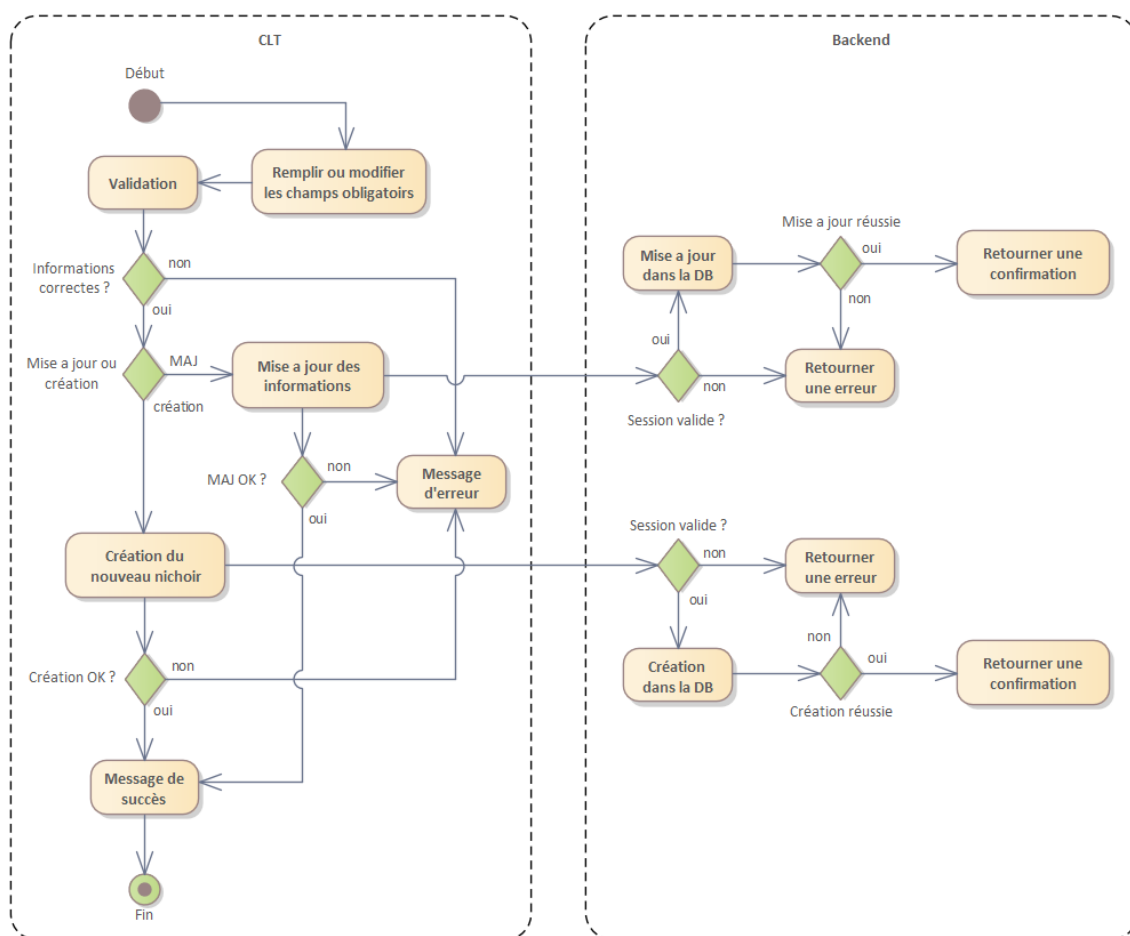 CLT
Backend
Début
Validation
Remplir ou modifier
les champs obligatoirs
Informations
correctes ?
non
oui
Mise a jour ou
création
MAJ
création
Mise a jour des
informations
MAJ OK ?
non
oui
Message
d'erreur
Création du
nouveau nichoir
Création OK ?
non
oui
Message de
succès
Fin
Mise a jour
dans la DB
Mise a jour réussie
oui
non
Retourner une
confirmation
oui
non
Session valide ?
Retourner
une erreur
Session valide ?
non
oui
Retourner
une erreur
Création
dans la DB
non
oui
Création réussie
Retourner une
confirmation